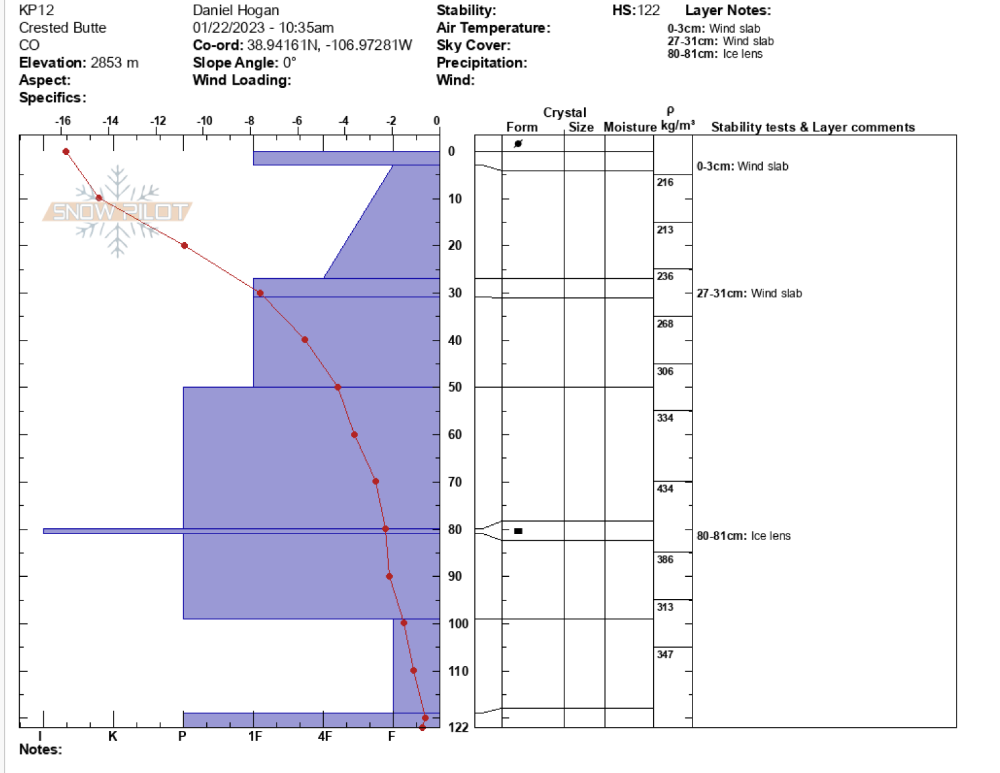 KP12
Daniel Hogan
Stability:
HS:122
Layer Notes:
Crested Butte
01/22/2023 - 10:35am
Air Temperature:
0-3cm: Wind slab
CO
Co-ord: 38.94161N, -106.97281W
Sky Cover:
27-31cm: Wind slab
80-81cm: Ice lens
Elevation: 2853 m
Slope Angle: 0°
Precipitation:
Aspect:
Wind Loading:
Wind:
Specifics:
-16 -14 -12 -10 -8 -6 -4 -2 0
Crystal
Form Size Moisture
ρ
kg/m³
Stability tests & Layer comments
0
10
20
30
40
50
60
70
80
90
100
110
122
SNOW PILOT
216
213
236
268
306
334
434
386
313
347
0-3cm: Wind slab
27-31cm: Wind slab
80-81cm: Ice lens
I K P 1F 4F F
Notes: